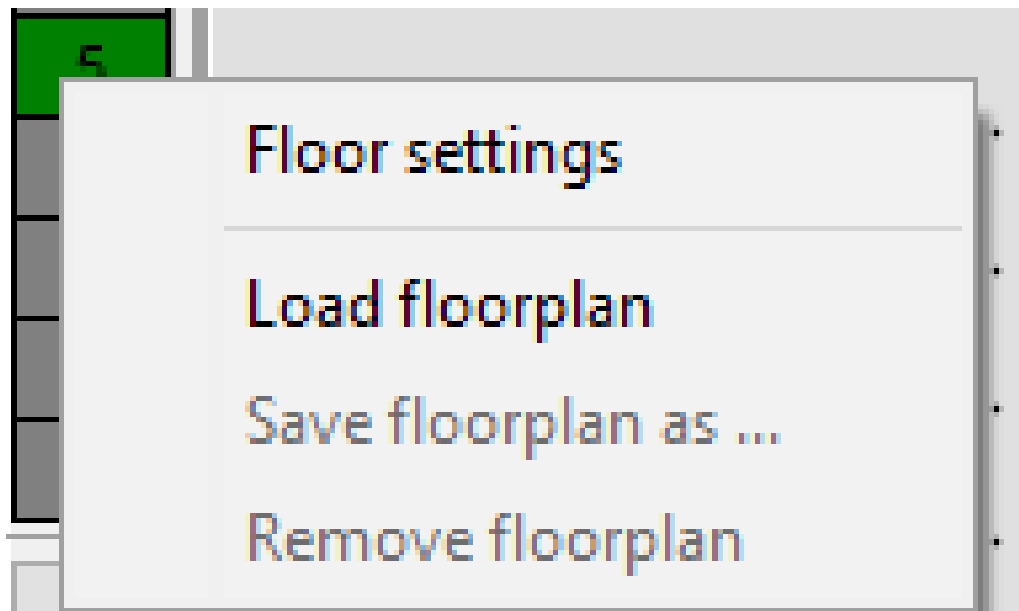 5
Floor settings
Load floorplan
Save floorplan as ...
Remove floorplan